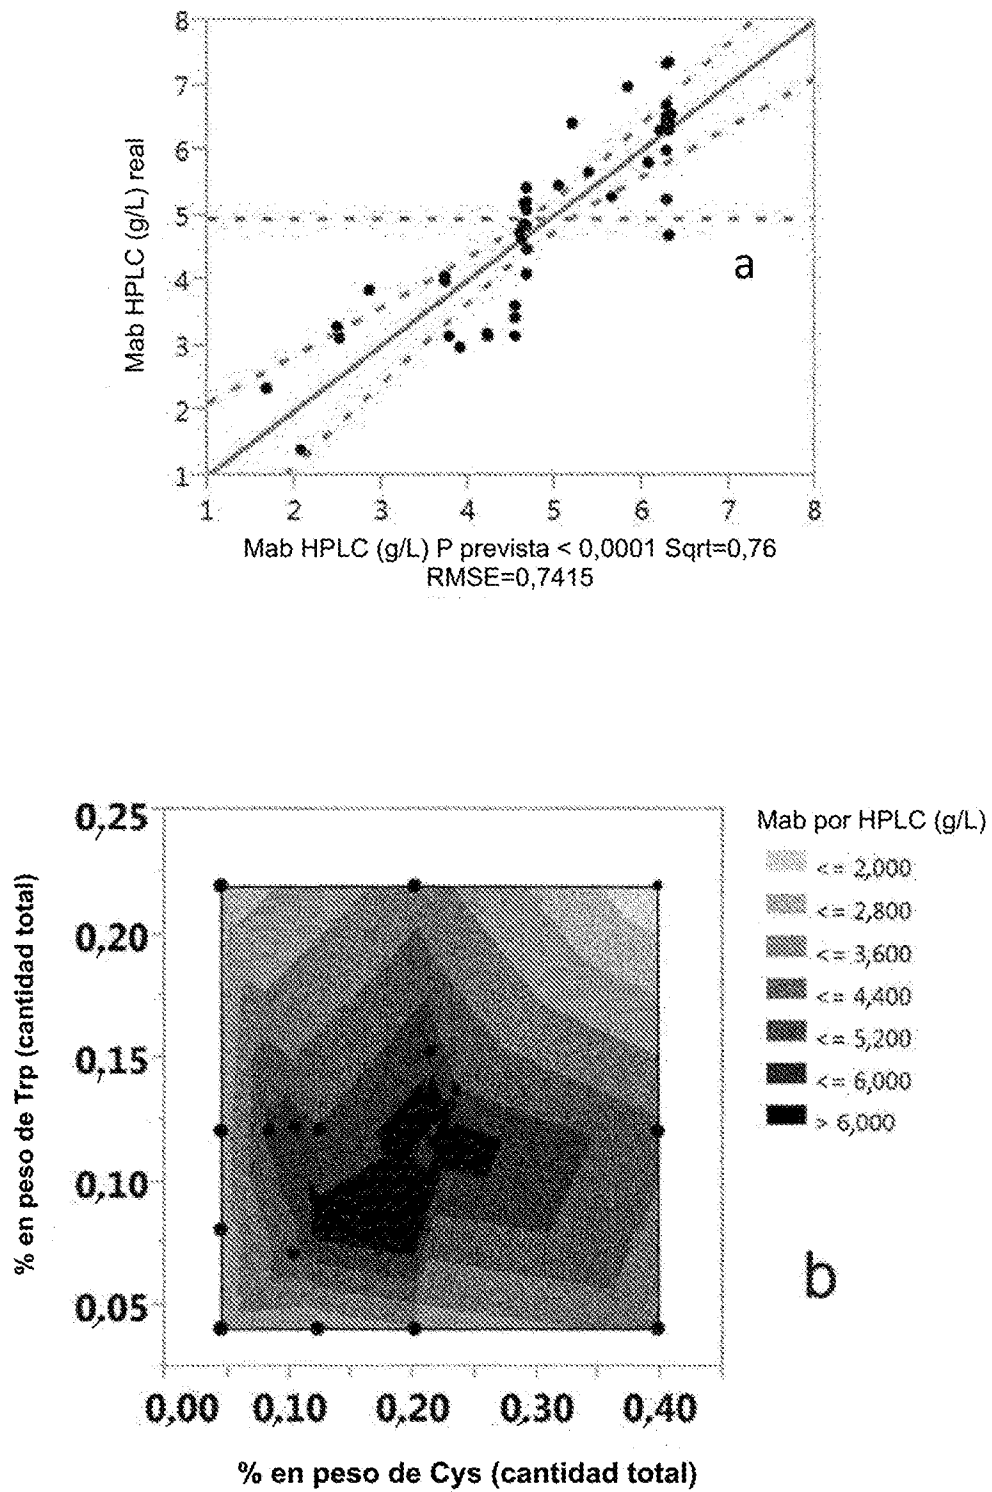 8
7
6
5
4
3
2
1
Mab HPLC (g/L) real
a
1 2 3 4 5 6 7 8
Mab HPLC (g/L) P prevista < 0,0001 Sqrt=0,76
RMSE=0,7415
0,25
0,20
0,15
0,10
0,05
% en peso de Trp (cantidad total)
Mab por HPLC (g/L)
<= 2,000
<= 2,800
<= 3,600
<= 4,400
<= 5,200
<= 6,000
> 6,000
b
0,00 0,10 0,20 0,30 0,40
% en peso de Cys (cantidad total)